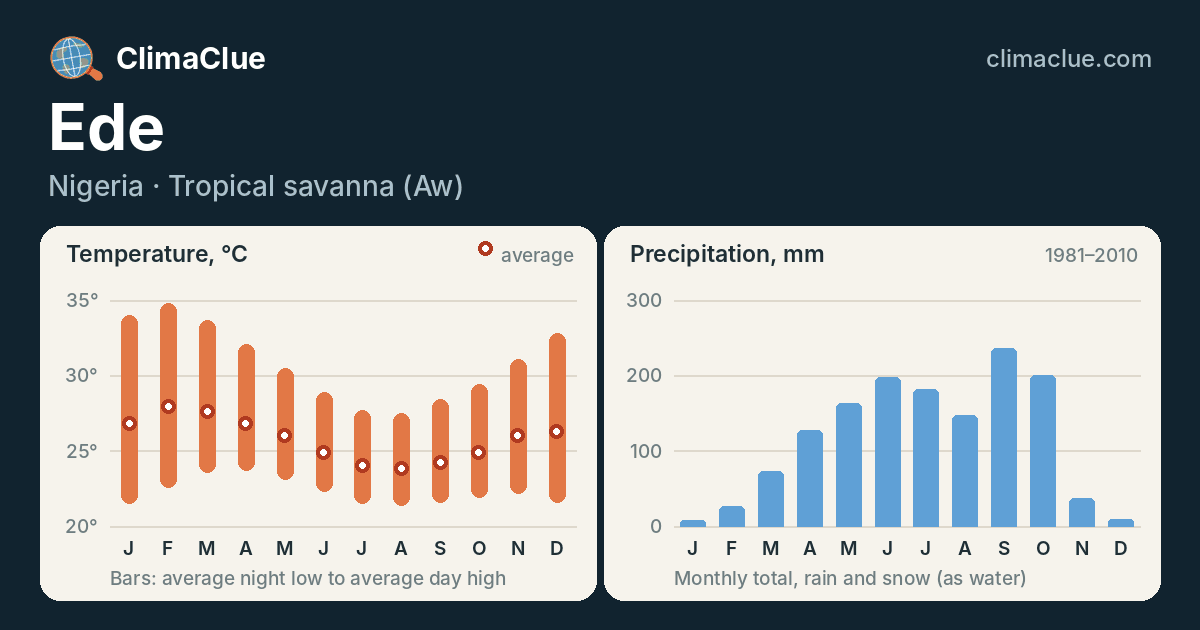 ClimaClue
climaclue.com
Ede
Nigeria · Tropical savanna (Aw)
Temperature, °C
average
35°
30°
25°
20°
J F M A M J J A S O N D
Bars: average night low to average day high
Precipitation, mm
1981–2010
300
200
100
0
J F M A M J J A S O N D
Monthly total, rain and snow (as water)